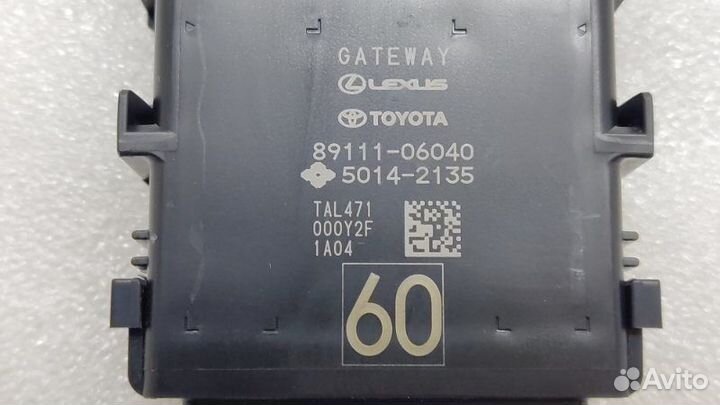 GATEWAY
LEXUS
TOYOTA
89111-06040
5014-2135
TAL471
000Y2F
1A04
60
Avito